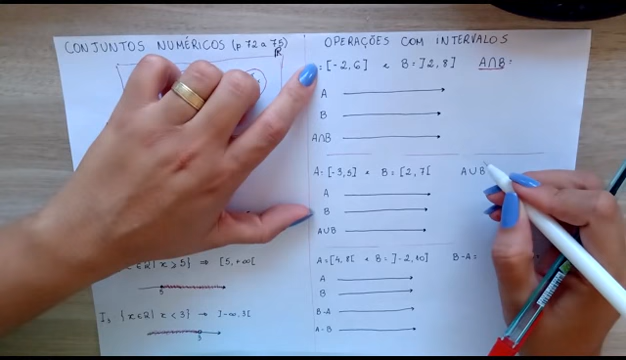 CONJUNTOS NUMÉRICOS (p 72 a 75)
R
x ∈ R | x ⩾ 5} ⇒ [5, +∞[
5
I₃ {x ∈ R | x < 3} → ]-∞, 3[
3
OPERAÇÕES COM INTERVALOS
= [-2, 6] e B = ]2, 8] A∩B =
A
B
A∩B
A = [-3, 5] e B = [2, 7[ A∪B
A
B
A∪B
A = [4, 8[ e B = ]-2, 10] B-A =
A
B
B-A
A-B